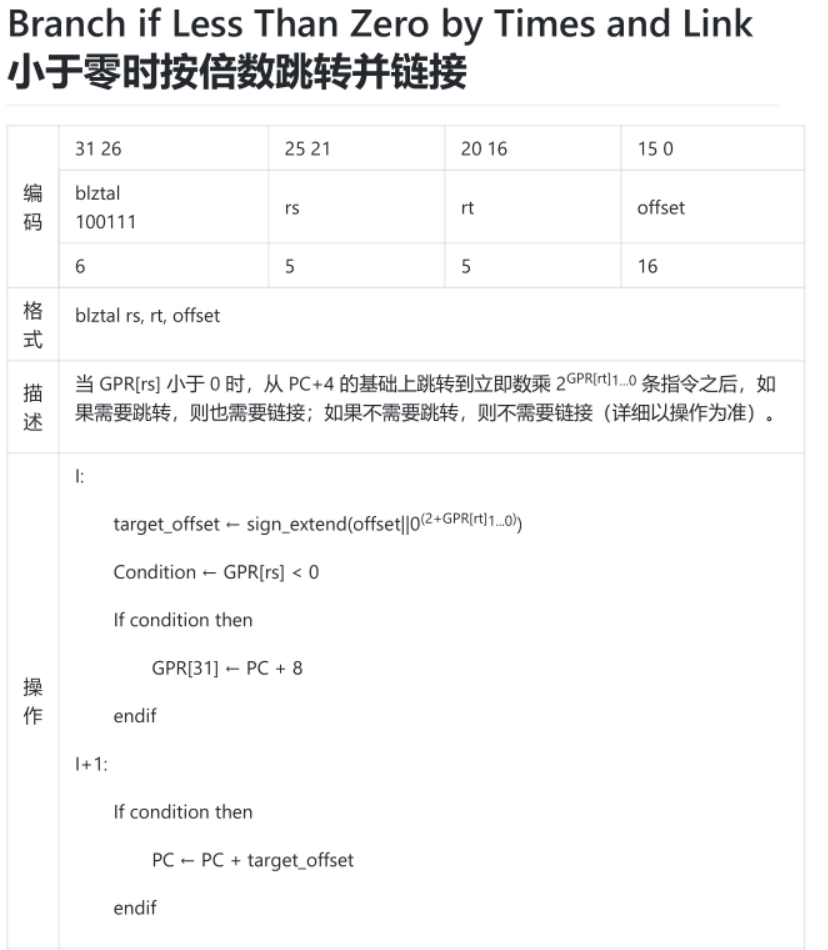 Branch if Less Than Zero by Times and Link
小于零时按倍数跳转并链接
编码
31 26 25 21 20 16 15 0
blztal
100111
rs rt offset
6 5 5 16
格式
blztal rs, rt, offset
描述
当 GPR[rs] 小于 0 时，从 PC+4 的基础上跳转到立即数乘 2^GPR[rt]1...0 条指令之后，如
果需要跳转，则也需要链接；如果不需要跳转，则不需要链接（详细以操作为准）。
操作
I:
target_offset ← sign_extend(offset||0^(2+GPR[rt]1...0))
Condition ← GPR[rs] < 0
If condition then
GPR[31] ← PC + 8
endif
I+1:
If condition then
PC ← PC + target_offset
endif